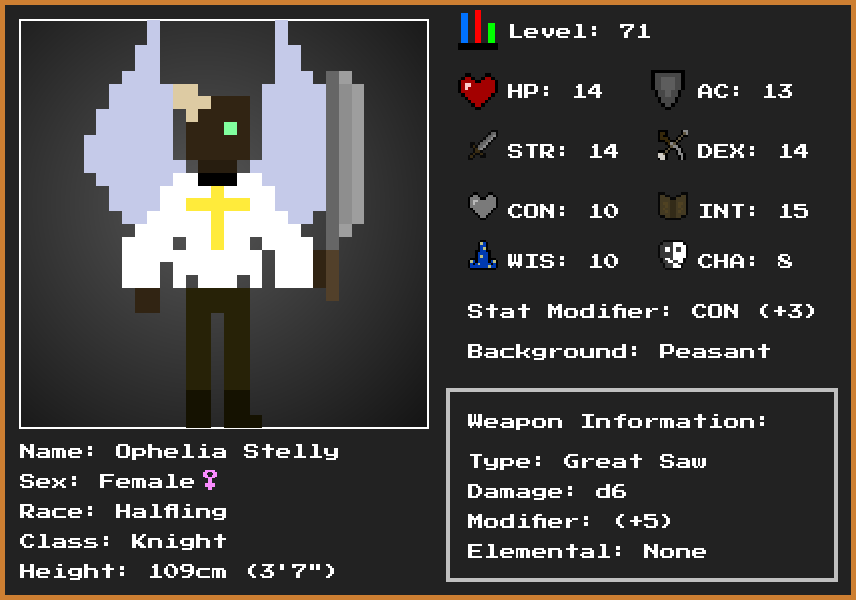 Level: 71
HP: 14
AC: 13
STR: 14
DEX: 14
CON: 10
INT: 15
WIS: 10
CHA: 8
Stat Modifier: CON (+3)
Background: Peasant
Weapon Information:
Type: Great Saw
Damage: d6
Modifier: (+5)
Elemental: None
Name: Ophelia Stelly
Sex: Female♀
Race: Halfling
Class: Knight
Height: 109cm (3'7")